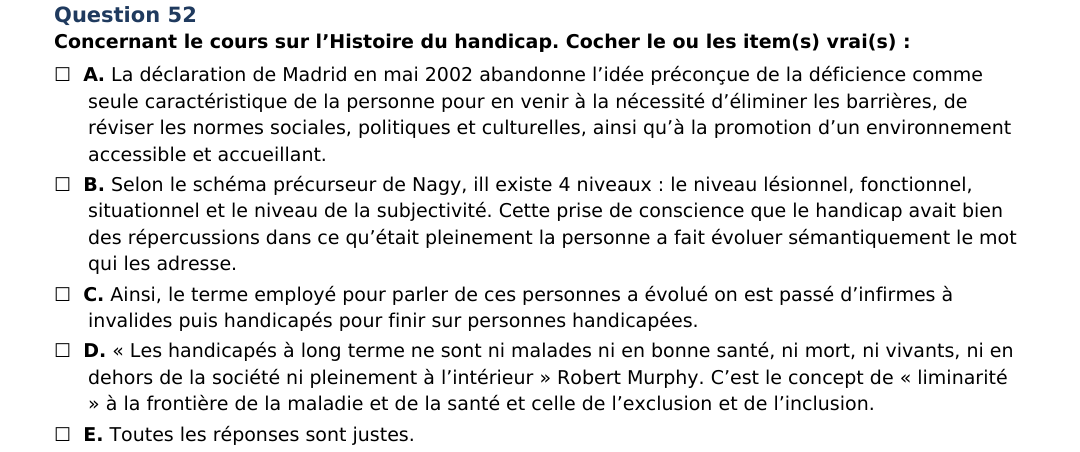 Question 52
Concernant le cours sur l’Histoire du handicap. Cocher le ou les item(s) vrai(s) :
☐ A. La déclaration de Madrid en mai 2002 abandonne l’idée préconçue de la déficience comme
seule caractéristique de la personne pour en venir à la nécessité d’éliminer les barrières, de
réviser les normes sociales, politiques et culturelles, ainsi qu’à la promotion d’un environnement
accessible et accueillant.
☐ B. Selon le schéma précurseur de Nagy, ill existe 4 niveaux : le niveau lésionnel, fonctionnel,
situationnel et le niveau de la subjectivité. Cette prise de conscience que le handicap avait bien
des répercussions dans ce qu’était pleinement la personne a fait évoluer sémantiquement le mot
qui les adresse.
☐ C. Ainsi, le terme employé pour parler de ces personnes a évolué on est passé d’infirmes à
invalides puis handicapés pour finir sur personnes handicapées.
☐ D. « Les handicapés à long terme ne sont ni malades ni en bonne santé, ni mort, ni vivants, ni en
dehors de la société ni pleinement à l’intérieur » Robert Murphy. C’est le concept de « liminarité
» à la frontière de la maladie et de la santé et celle de l’exclusion et de l’inclusion.
☐ E. Toutes les réponses sont justes.